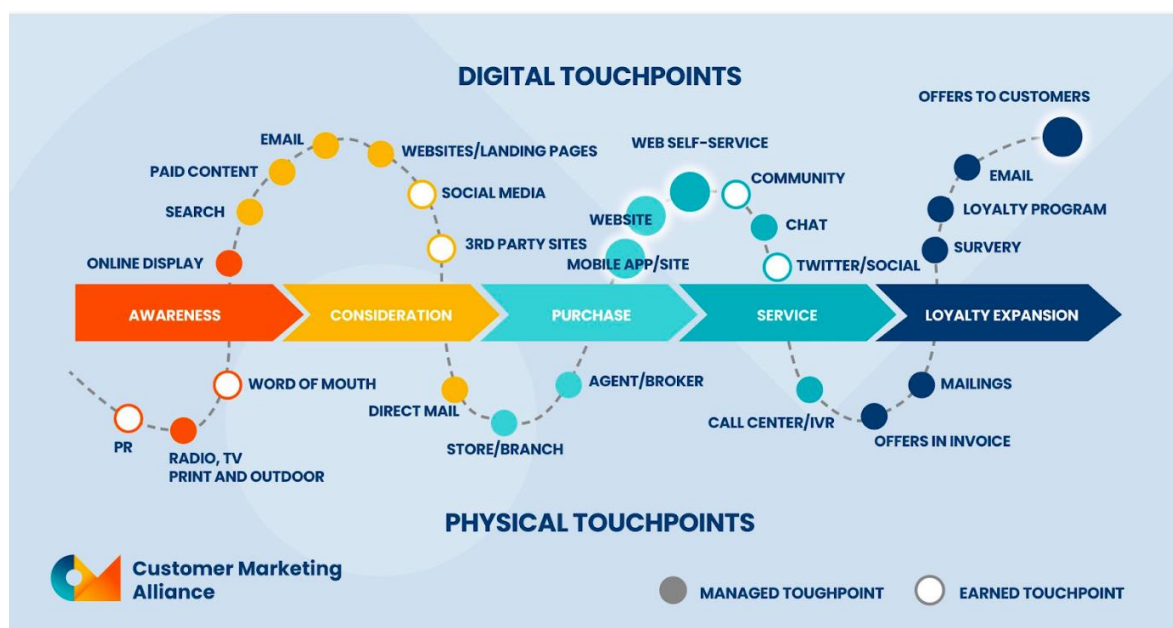 DIGITAL TOUCHPOINTS
OFFERS TO CUSTOMERS
EMAIL
WEBSITES/LANDING PAGES
WEB SELF-SERVICE
PAID CONTENT
EMAIL
SOCIAL MEDIA
COMMUNITY
SEARCH
LOYALTY PROGRAM
WEBSITE
CHAT
3RD PARTY SITES
SURVERY
ONLINE DISPLAY
MOBILE APP/SITE
TWITTER/SOCIAL
AWARENESS
CONSIDERATION
PURCHASE
SERVICE
LOYALTY EXPANSION
WORD OF MOUTH
AGENT/BROKER
MAILINGS
DIRECT MAIL
CALL CENTER/IVR
PR
STORE/BRANCH
OFFERS IN INVOICE
RADIO, TV
PRINT AND OUTDOOR
PHYSICAL TOUCHPOINTS
Customer Marketing
Alliance
MANAGED TOUGHPOINT
EARNED TOUCHPOINT